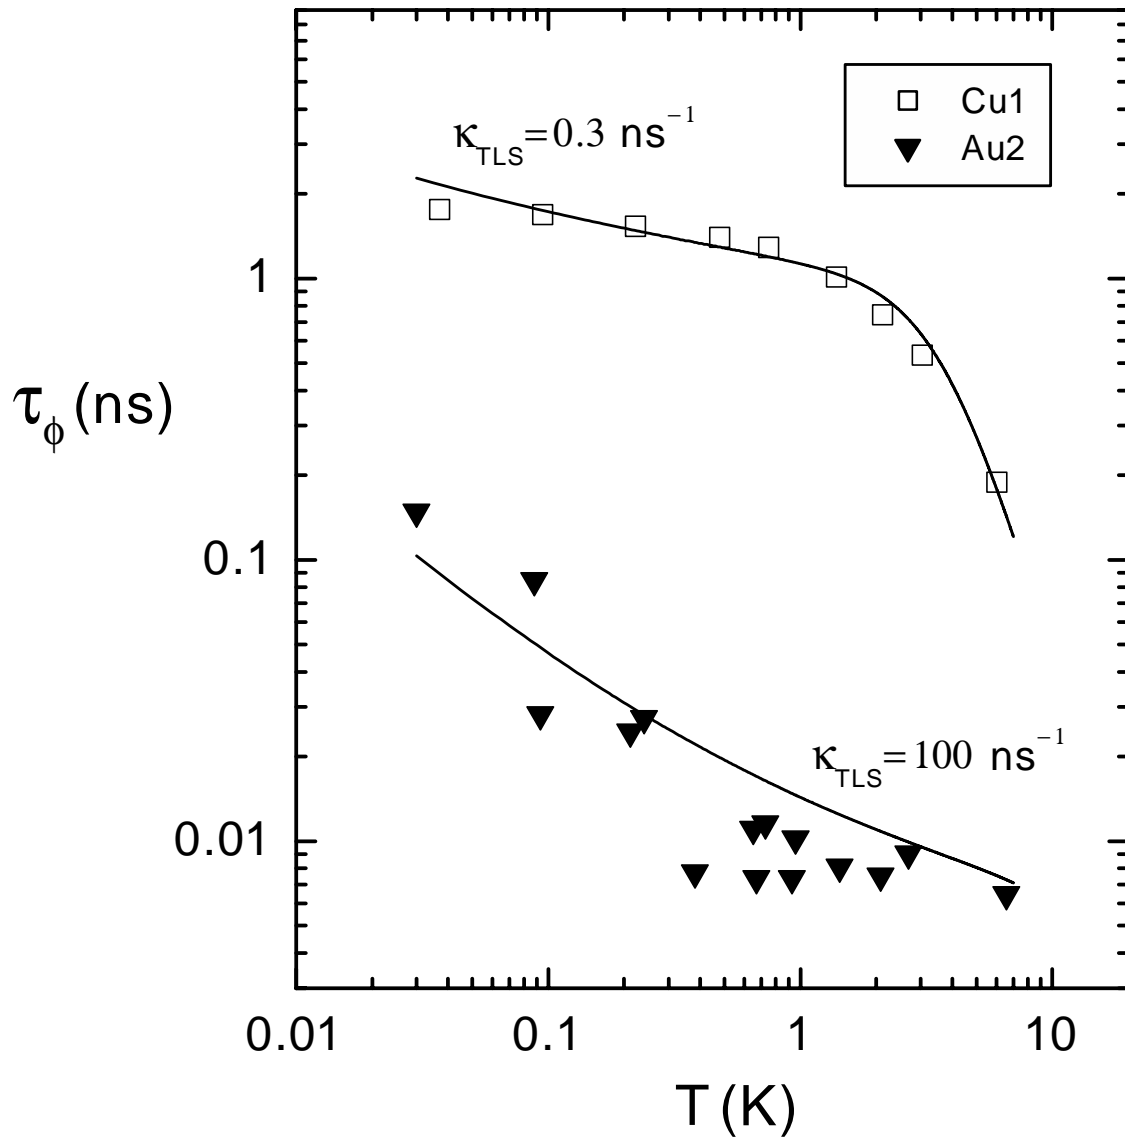 Cu1
Au2
κTLS=0.3 ns−1
κTLS=100 ns−1
1
0.1
0.01
τϕ(ns)
0.01 0.1 1 10
T(K)